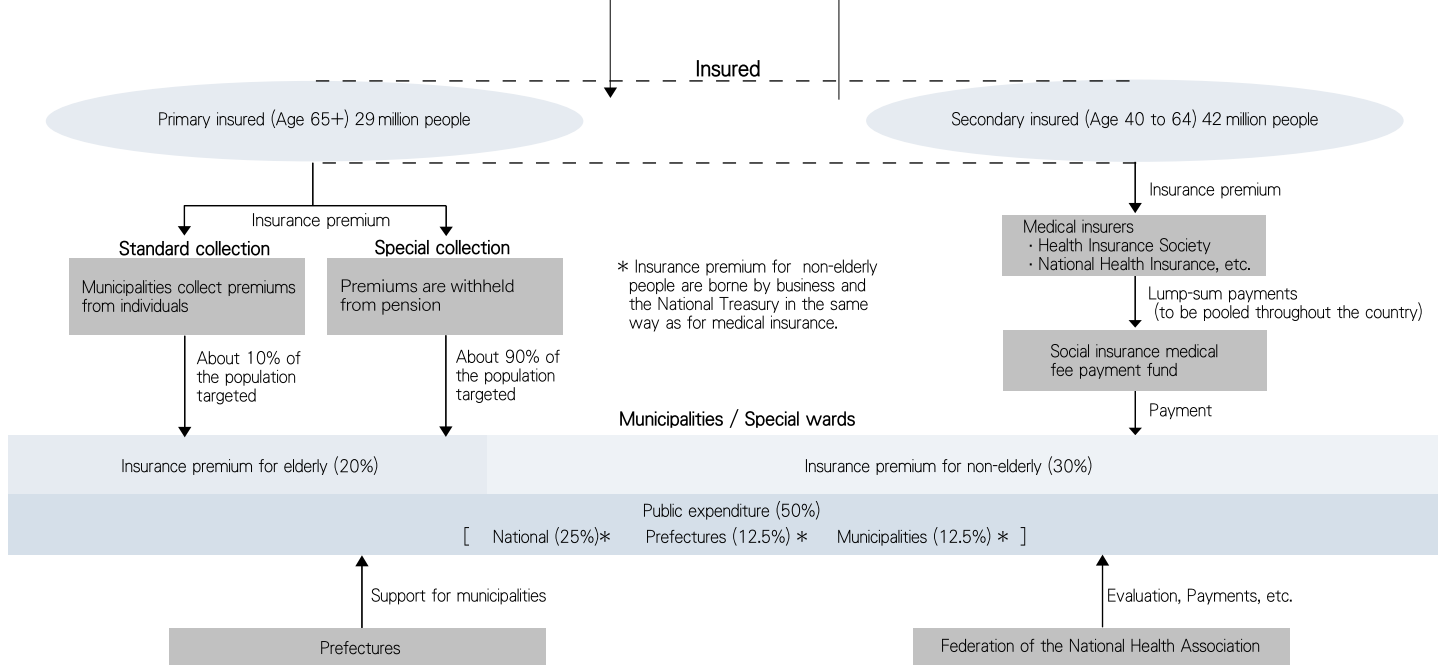 Insured
Primary insured (Age 65+) 29 million people
Secondary insured (Age 40 to 64) 42 million people
Insurance premium
Insurance premium
Standard collection
Special collection
Municipalities collect premiums
from individuals
Premiums are withheld
from pension
* Insurance premium for non-elderly
people are borne by business and
the National Treasury in the same
way as for medical insurance.
Medical insurers
・Health Insurance Society
・National Health Insurance, etc.
Lump-sum payments
(to be pooled throughout the country)
About 10% of
the population
targeted
About 90% of
the population
targeted
Social insurance medical
fee payment fund
Payment
Municipalities / Special wards
Insurance premium for elderly (20%)
Insurance premium for non-elderly (30%)
Public expenditure (50%)
[ National (25%)* Prefectures (12.5%) * Municipalities (12.5%) * ]
Support for municipalities
Evaluation, Payments, etc.
Prefectures
Federation of the National Health Association